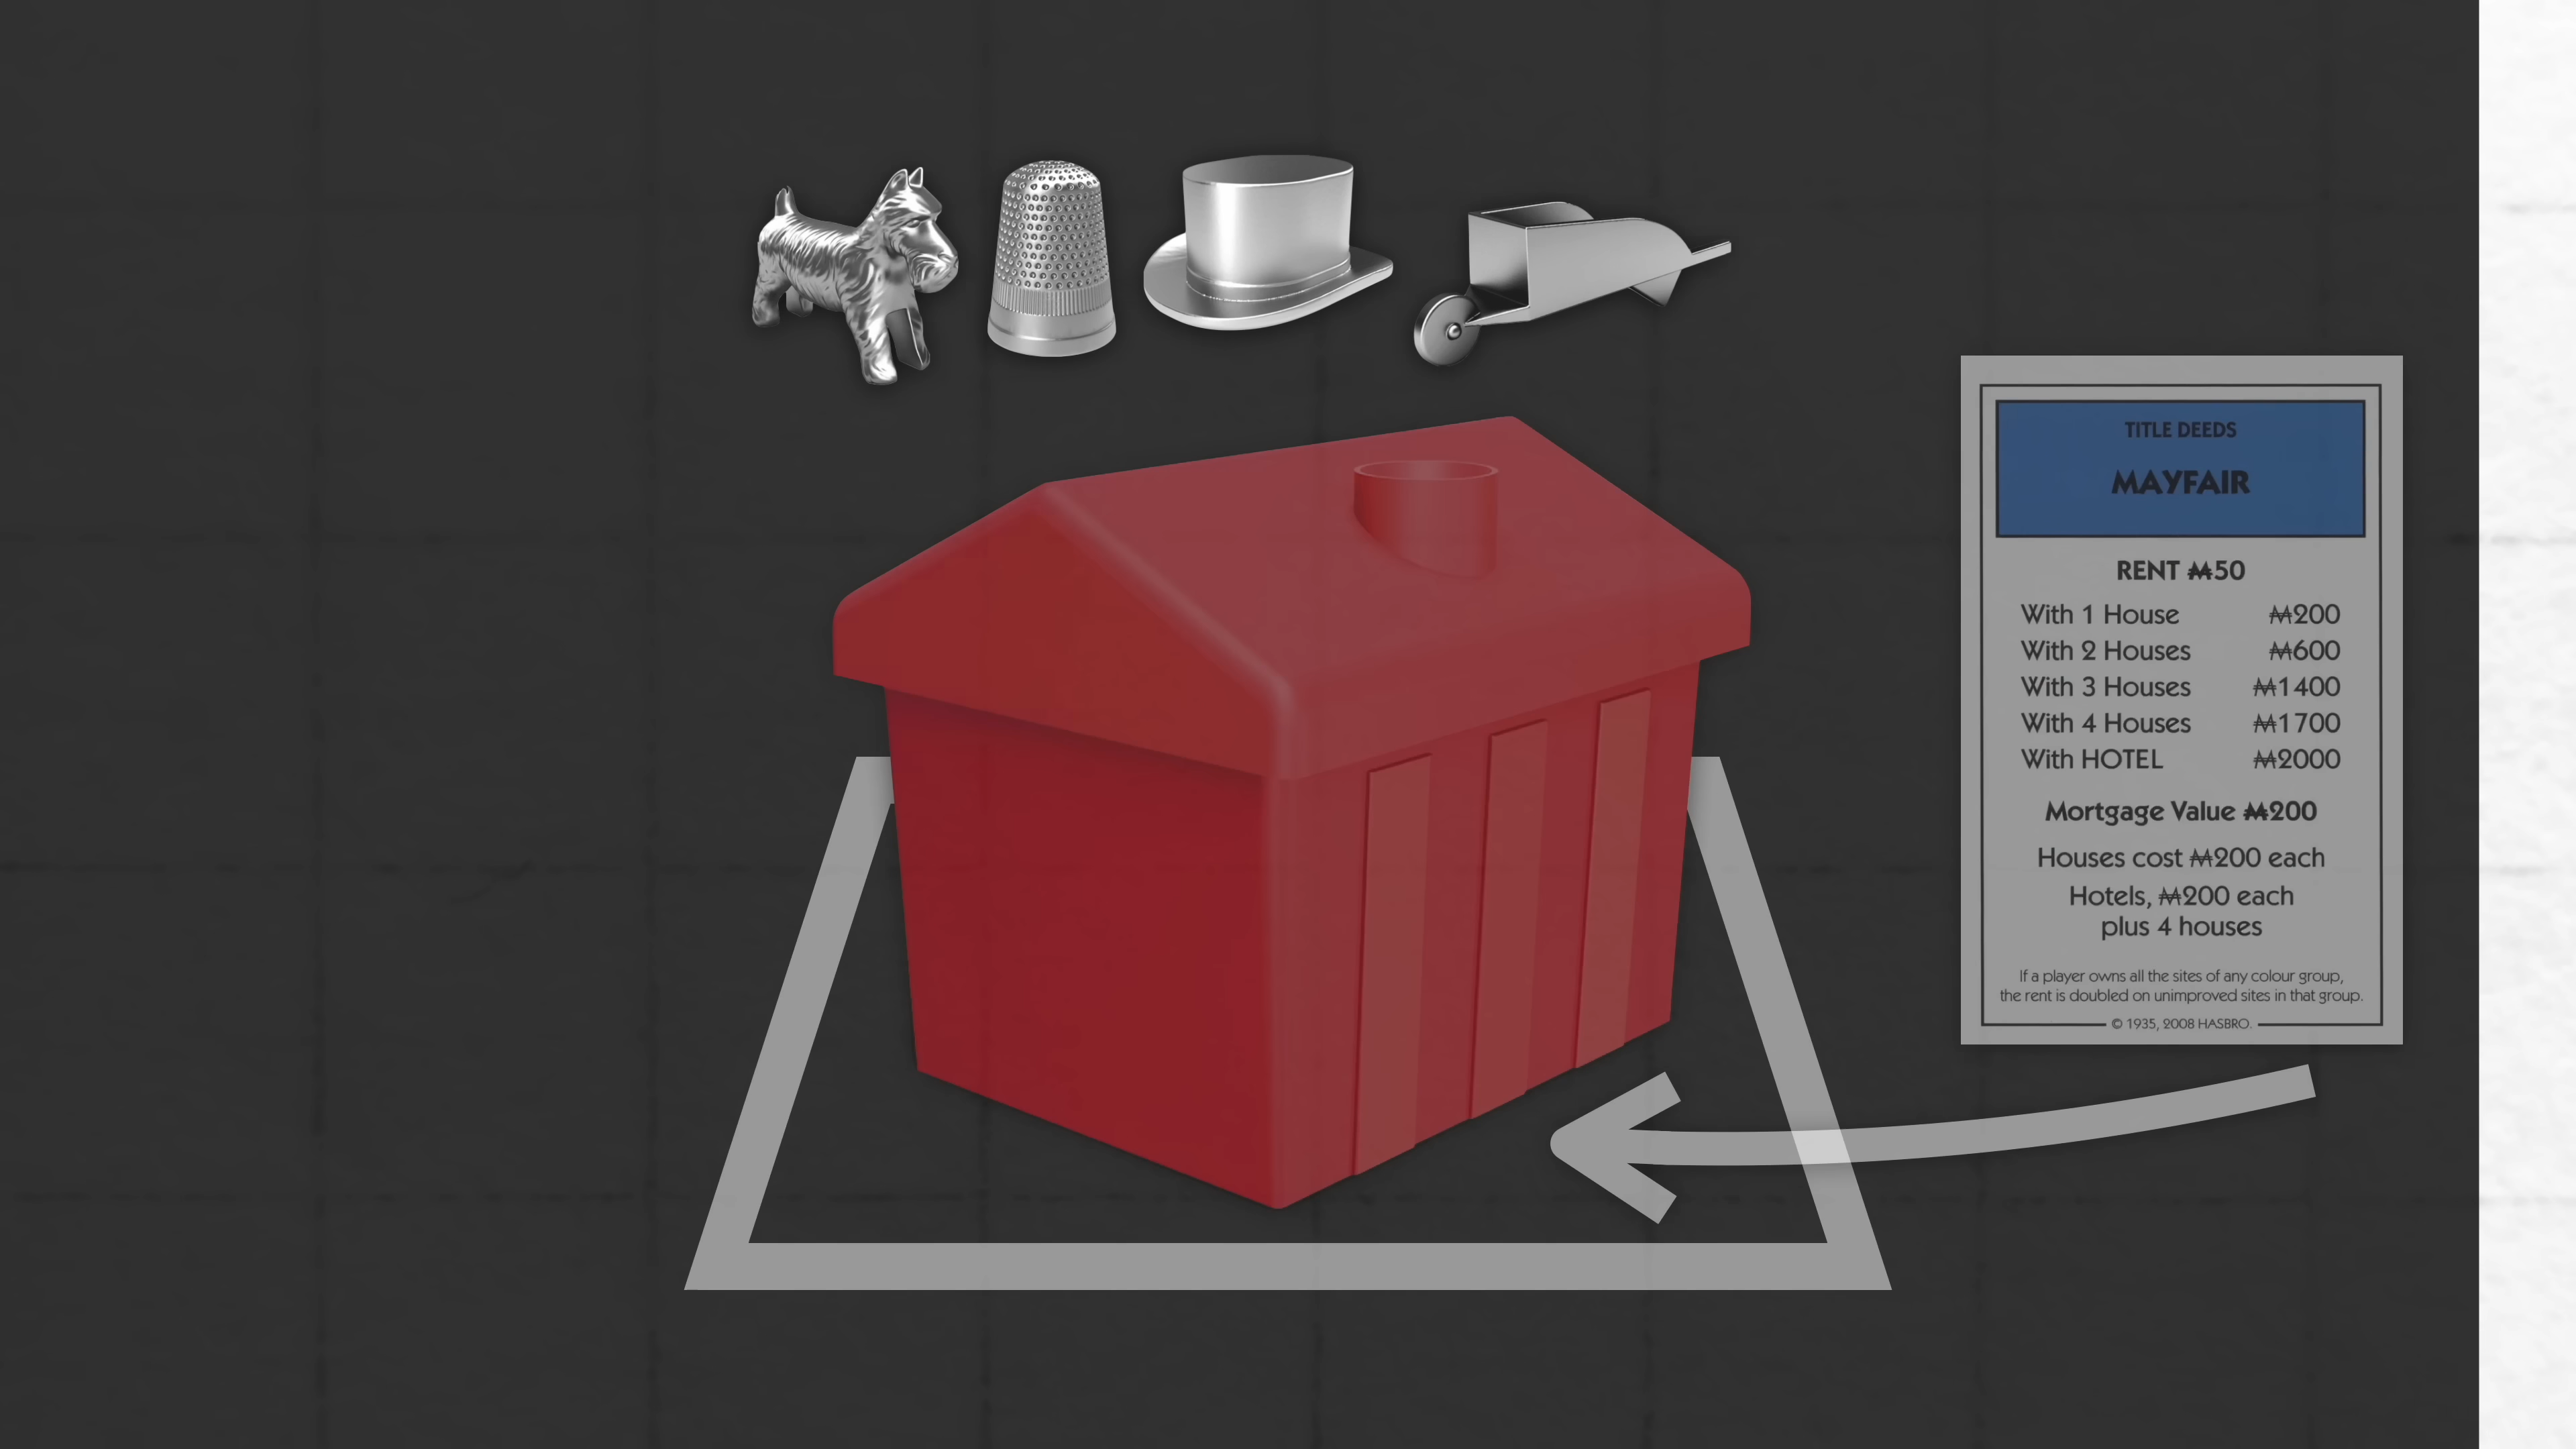 TITLE DEEDS
MAYFAIR
RENT ₩50
With 1 House ₩200
With 2 Houses ₩600
With 3 Houses ₩1400
With 4 Houses ₩1700
With HOTEL ₩2000
Mortgage Value ₩200
Houses cost ₩200 each
Hotels, ₩200 each
plus 4 houses
If a player owns all the sites of any colour group,
the rent is doubled on unimproved sites in that group.
© 1935, 2008 HASBRO.